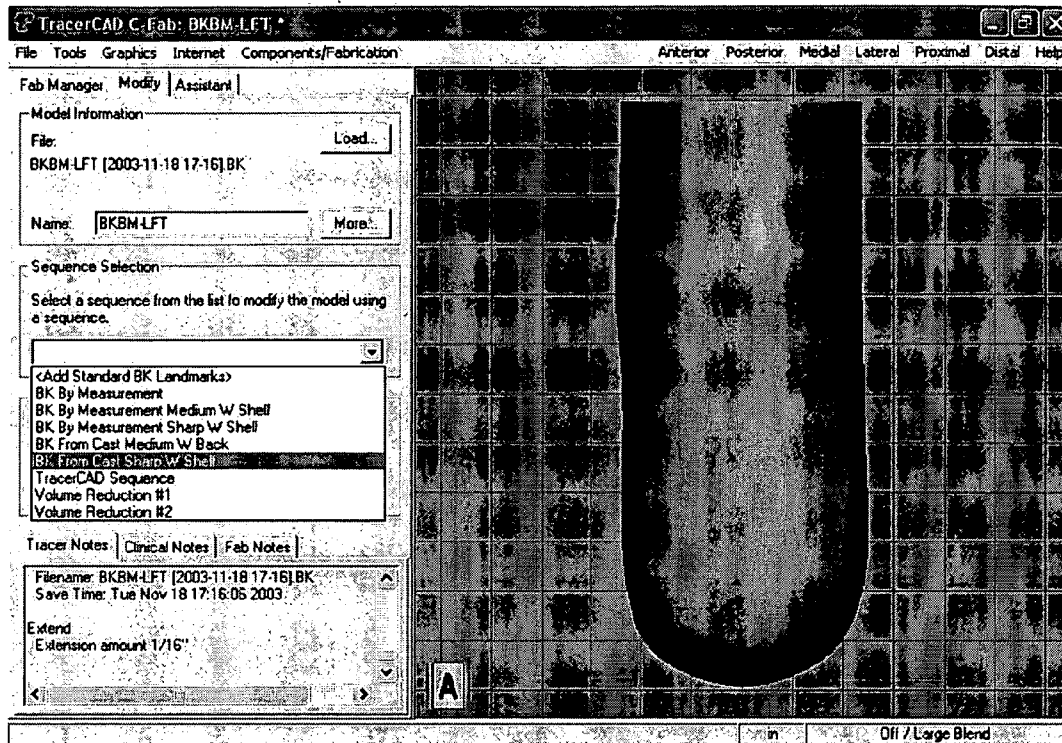 TracerCAD C-Fab: BKBM-LFT *
File Tools Graphics Internet Components/Fabrication Anterior Posterior Medial Lateral Proximal Distal Help
Fab Manager Modify Assistant
Model Information
File:
Load...
BKBM-LFT [2003-11-18 17-16].BK
Name: BKBM-LFT More...
Sequence Selection
Select a sequence from the list to modify the model using
a sequence.
<Add Standard BK Landmarks>
BK By Measurement
BK By Measurement Medium W Shelf
BK By Measurement Sharp W Shelf
BK From Cast Medium W Back
BK From Cast Sharp W Shelf
TracerCAD Sequence
Volume Reduction #1
Volume Reduction #2
Tracer Notes Clinical Notes Fab Notes
Filename: BKBM-LFT [2003-11-18 17-16].BK
Save Time: Tue Nov 18 17:16:06 2003
Extend
Extension amount 1/16"
A
in Off / Large Blend